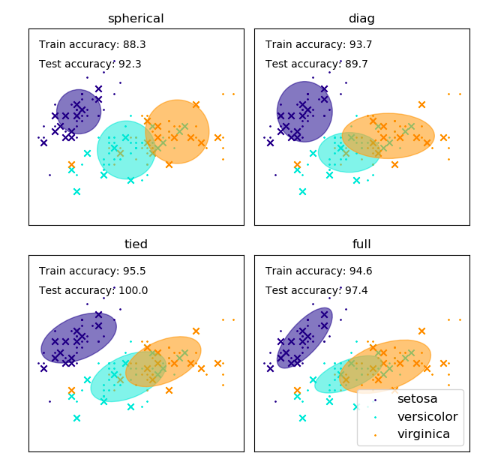 spherical
Train accuracy: 88.3
Test accuracy: 92.3
diag
Train accuracy: 93.7
Test accuracy: 89.7
tied
Train accuracy: 95.5
Test accuracy: 100.0
full
Train accuracy: 94.6
Test accuracy: 97.4
setosa
versicolor
virginica